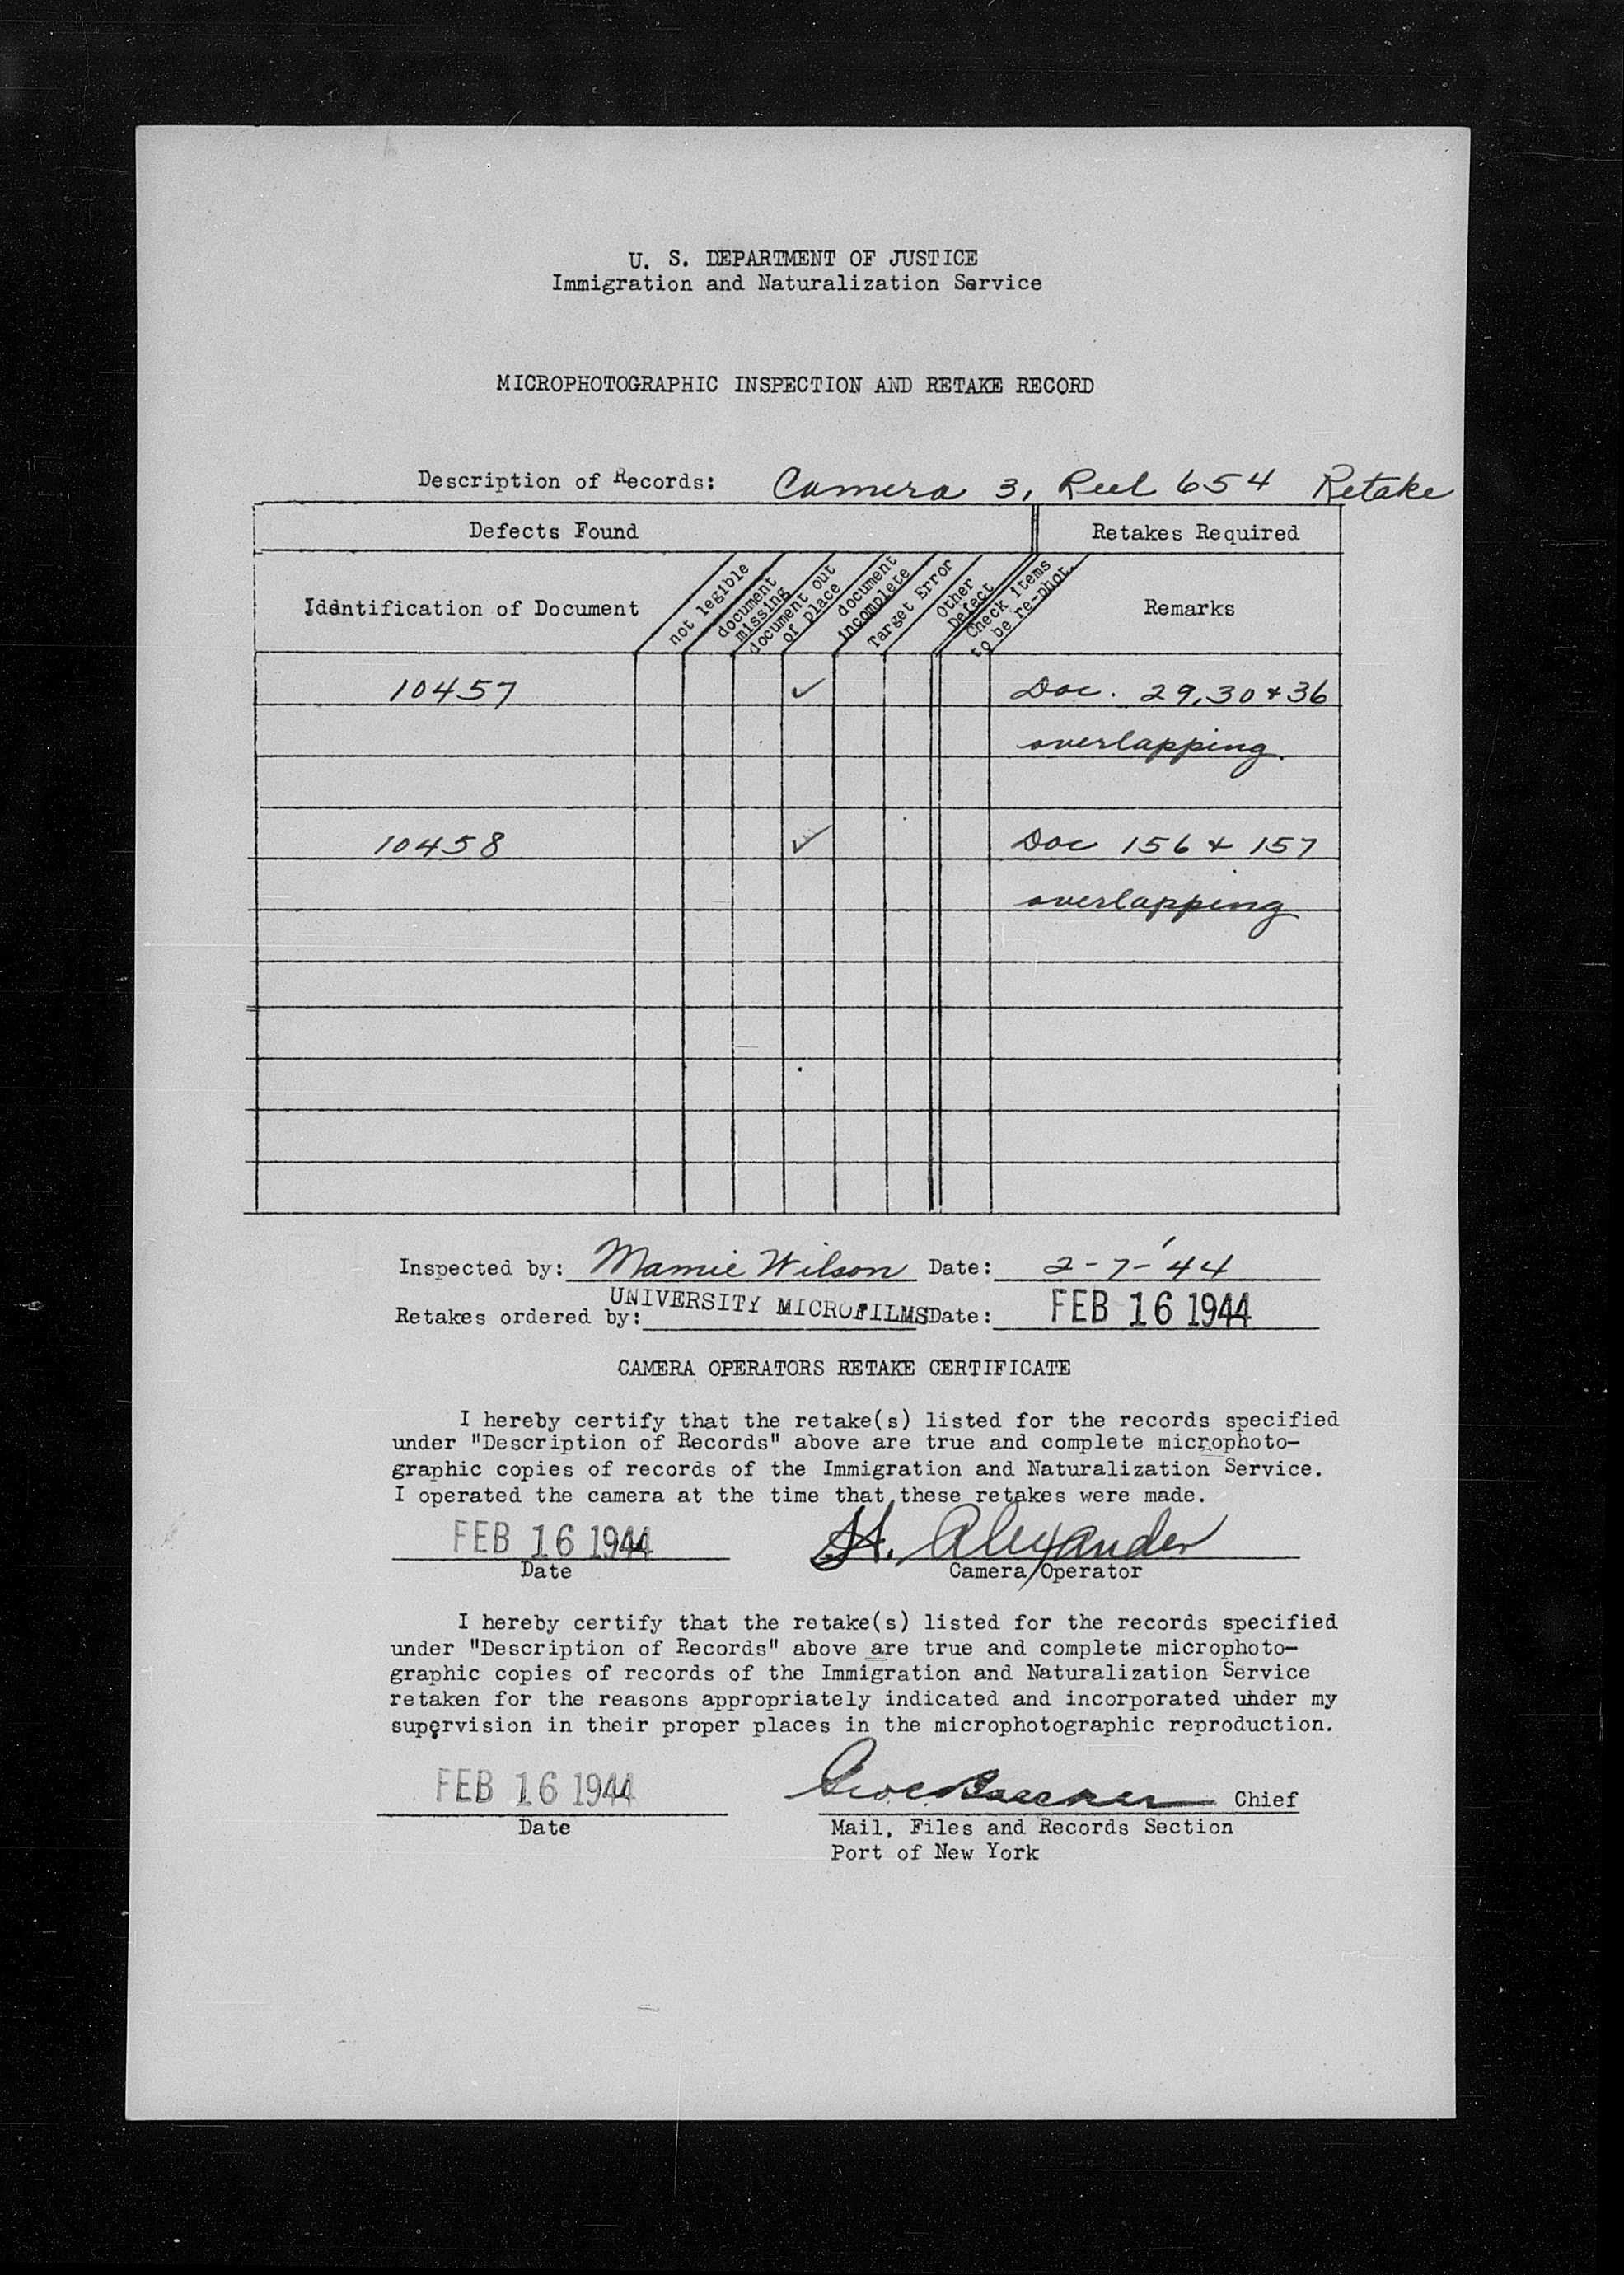 U. S. DEPARTMENT OF JUSTICE
Immigration and Naturalization Service
MICROPHOTOGRAPHIC INSPECTION AND RETAKE RECORD
Description of Records: Camera 3, Reel 654 Retake
Defects Found
Retakes Required
Identification of Document
not legible
document missing
document out of place
document incomplete
Target Error
Other Defect
Check items to be re-phot.
Remarks
10457 ✓ Doc. 29,30 + 36
overlapping.
10458 ✓ Doc 156 + 157
overlapping
Inspected by: Mamie Wilson Date: 2-7-'44
Retakes ordered by: UNIVERSITY MICROFILMS Date: FEB 16 1944
CAMERA OPERATORS RETAKE CERTIFICATE
I hereby certify that the retake(s) listed for the records specified
under "Description of Records" above are true and complete microphoto-
graphic copies of records of the Immigration and Naturalization Service.
I operated the camera at the time that these retakes were made.
FEB 16 1944 H. Alexander
Date Camera Operator
I hereby certify that the retake(s) listed for the records specified
under "Description of Records" above are true and complete microphoto-
graphic copies of records of the Immigration and Naturalization Service
retaken for the reasons appropriately indicated and incorporated under my
supervision in their proper places in the microphotographic reproduction.
FEB 16 1944 Chief
Date Mail, Files and Records Section
Port of New York